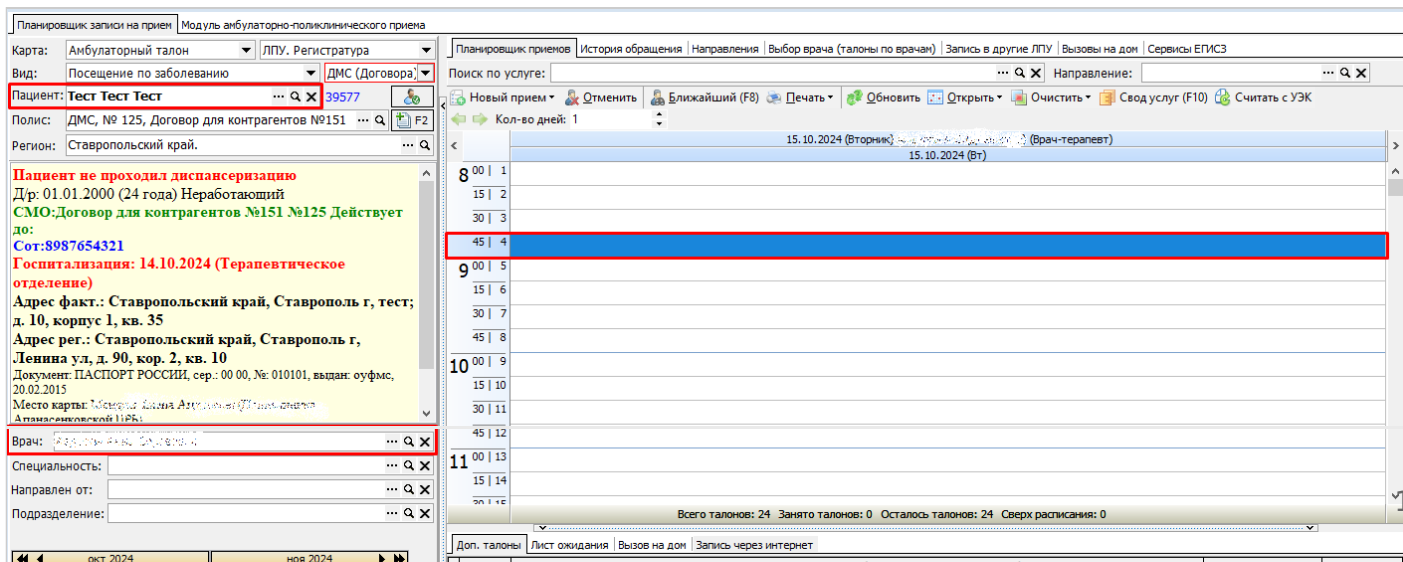 Планировщик записи на прием Модуль амбулаторно-поликлинического приема
Карта: Амбулаторный талон ЛПУ. Регистратура
Вид: Посещение по заболеванию ДМС (Договора)
Пациент: Тест Тест Тест 39577
Полис: ДМС, № 125, Договор для контрагентов №151 F2
Регион: Ставропольский край.
Пациент не проходил диспансеризацию
Д/р: 01.01.2000 (24 года) Неработающий
СМО:Договор для контрагентов №151 №125 Действует
до:
Сот:8987654321
Госпитализация: 14.10.2024 (Терапевтическое
отделение)
Адрес факт.: Ставропольский край, Ставрополь г, тест;
д. 10, корпус 1, кв. 35
Адрес рег.: Ставропольский край, Ставрополь г,
Ленина ул, д. 90, кор. 2, кв. 10
Документ: ПАСПОРТ РОССИИ, сер.: 00 00, №: 010101, выдан: оуфмс,
20.02.2015
Место карты:
Апанасенковской ЦРБ)
Врач:
Специальность:
Направлен от:
Подразделение:
окт 2024 ноя 2024
Планировщик приемов История обращения Направления Выбор врача (талоны по врачам) Запись в другие ЛПУ Вызовы на дом Сервисы ЕГИСЗ
Поиск по услуге: Направление:
Новый прием Отменить Ближайший (F8) Печать Обновить Открыть Очистить Свод услуг (F10) Считать с УЭК
Кол-во дней: 1
15.10.2024 (Вторник) (Врач-терапевт)
15.10.2024 (Вт)
8 00 | 1
15 | 2
30 | 3
45 | 4
9 00 | 5
15 | 6
30 | 7
45 | 8
10 00 | 9
15 | 10
30 | 11
45 | 12
11 00 | 13
15 | 14
30 | 15
Всего талонов: 24 Занято талонов: 0 Осталось талонов: 24 Сверх расписания: 0
Доп. талоны Лист ожидания Вызов на дом Запись через интернет